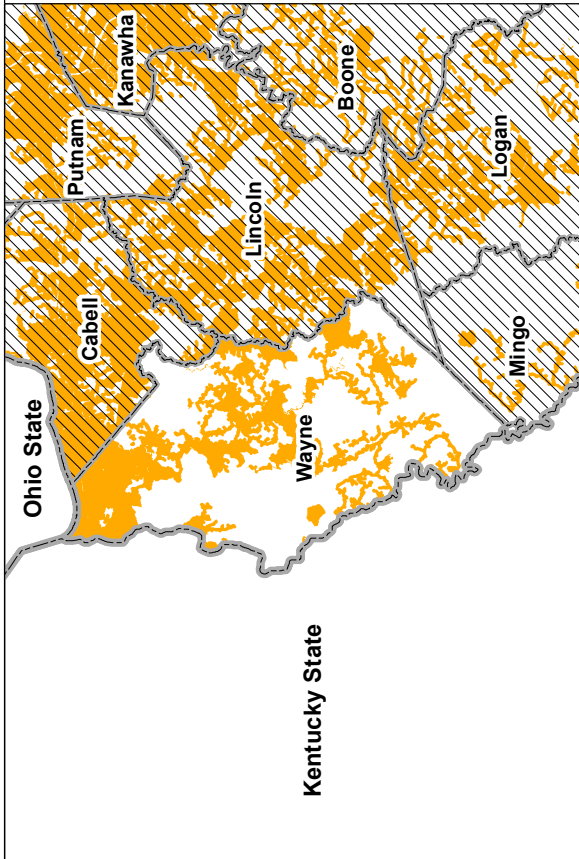 Ohio State
Kanawha
Putnam
Boone
Cabell
Lincoln
Logan
Wayne
Mingo
Kentucky State